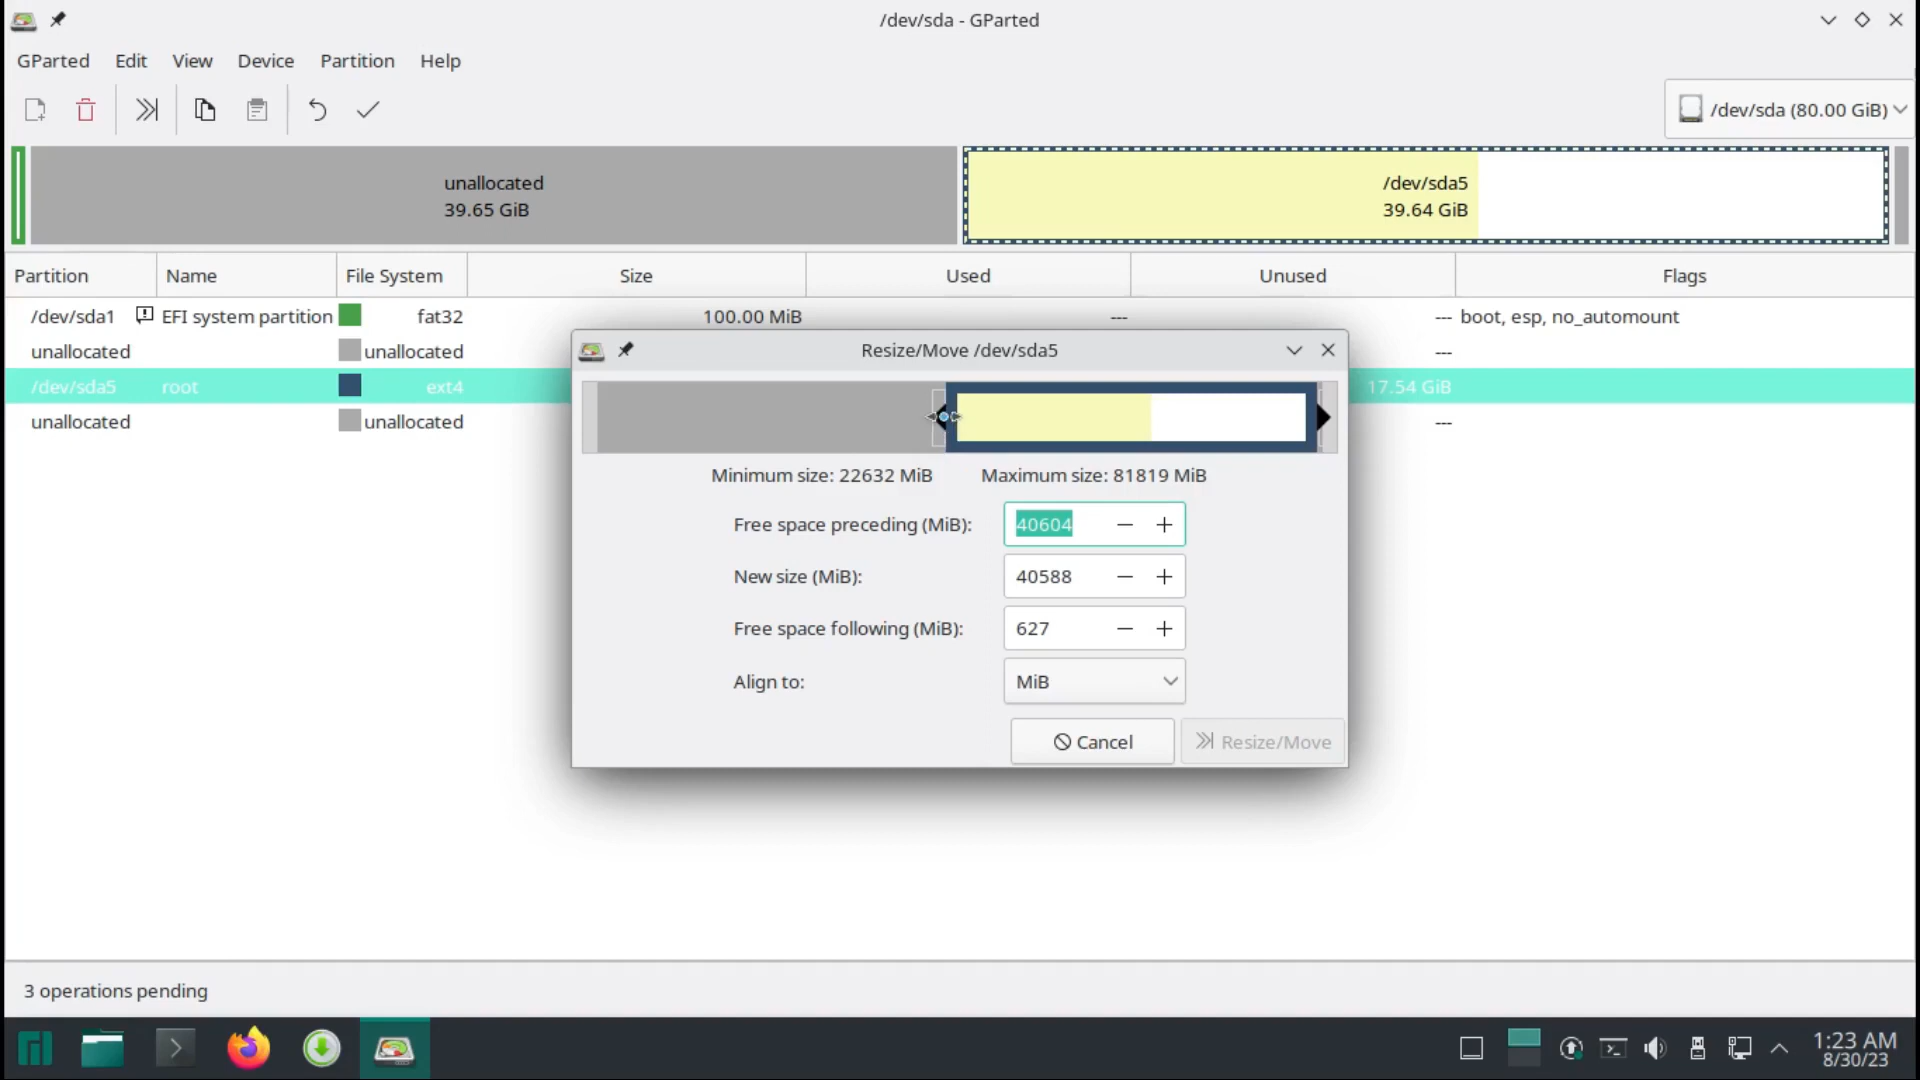 /dev/sda - GParted
GParted Edit View Device Partition Help
/dev/sda (80.00 GiB)
unallocated
39.65 GiB
/dev/sda5
39.64 GiB
Partition Name File System Size Used Unused Flags
/dev/sda1 EFI system partition fat32 100.00 MiB --- --- boot, esp, no_automount
unallocated unallocated ---
/dev/sda5 root ext4 17.54 GiB
unallocated unallocated ---
Resize/Move /dev/sda5
Minimum size: 22632 MiB Maximum size: 81819 MiB
Free space preceding (MiB): 40604
New size (MiB): 40588
Free space following (MiB): 627
Align to: MiB
Cancel Resize/Move
3 operations pending
1:23 AM
8/30/23